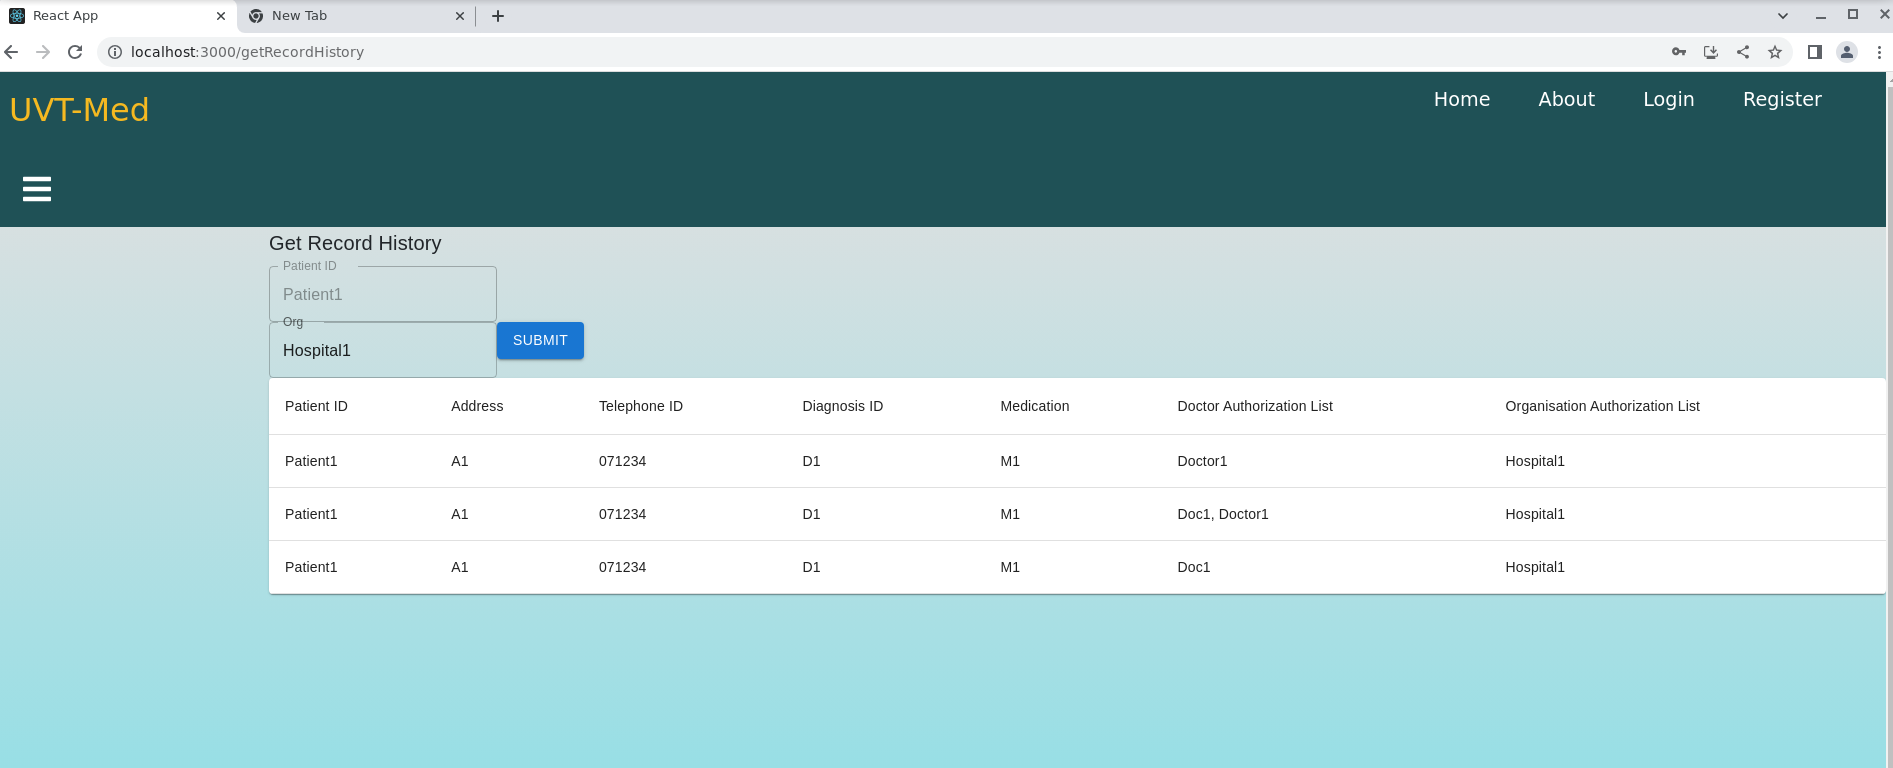 React App
New Tab
localhost:3000/getRecordHistory
UVT-Med
Home About Login Register
Get Record History
Patient ID
Patient1
Org
Hospital1
SUBMIT
Patient ID Address Telephone ID Diagnosis ID Medication Doctor Authorization List Organisation Authorization List
Patient1 A1 071234 D1 M1 Doctor1 Hospital1
Patient1 A1 071234 D1 M1 Doc1, Doctor1 Hospital1
Patient1 A1 071234 D1 M1 Doc1 Hospital1